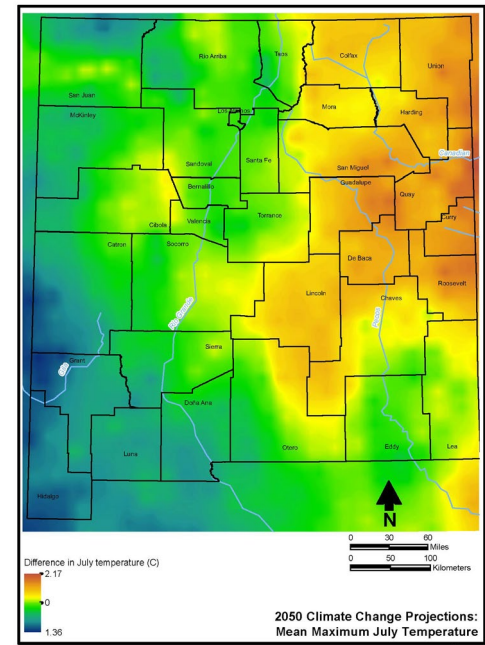 Rio Arriba
Taos
Colfax
Union
San Juan
Los Alamos
Mora
Harding
McKinley
Canadian
Sandoval
Santa Fe
San Miguel
Bernalillo
Guadalupe
Quay
Cibola
Valencia
Torrance
Curry
Catron
Socorro
De Baca
Roosevelt
Lincoln
Chaves
Rio Grande
Pecos
Sierra
Grant
Gila
Doña Ana
Otero
Eddy
Lea
Luna
Hidalgo
N
0 30 60
Miles
0 50 100
Kilometers
Difference in July temperature (C)
2.17
0
1.36
2050 Climate Change Projections:
Mean Maximum July Temperature